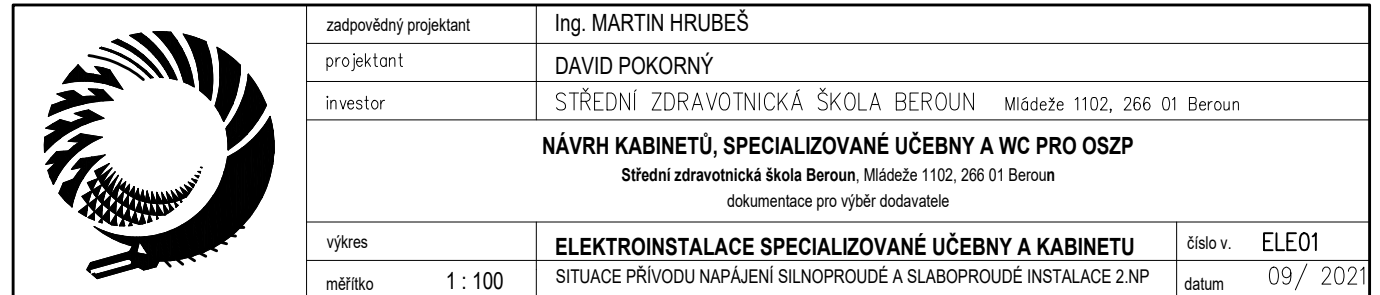 zadpovědný projektant Ing. MARTIN HRUBEŠ
projektant DAVID POKORNÝ
investor STŘEDNÍ ZDRAVOTNICKÁ ŠKOLA BEROUN Mládeže 1102, 266 01 Beroun
NÁVRH KABINETŮ, SPECIALIZOVANÉ UČEBNY A WC PRO OSZP
Střední zdravotnická škola Beroun, Mládeže 1102, 266 01 Beroun
dokumentace pro výběr dodavatele
výkres ELEKTROINSTALACE SPECIALIZOVANÉ UČEBNY A KABINETU číslo v. ELE01
měřítko 1 : 100 SITUACE PŘÍVODU NAPÁJENÍ SILNOPROUDÉ A SLABOPROUDÉ INSTALACE 2.NP datum 09/ 2021